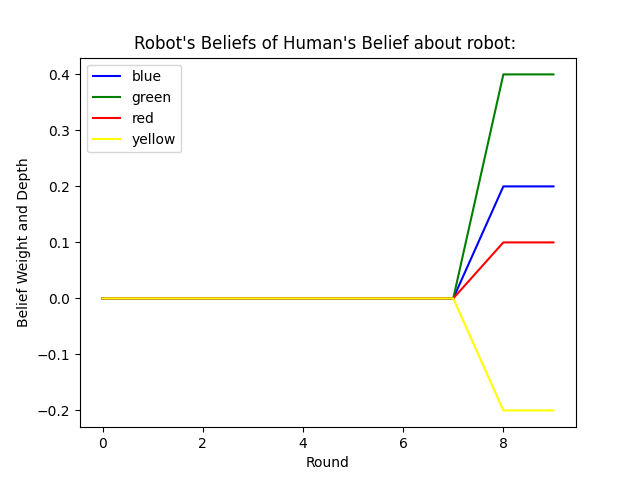 Robot's Beliefs of Human's Belief about robot:
blue
green
red
yellow
0.4
0.3
0.2
0.1
0.0
−0.1
−0.2
Belief Weight and Depth
0 2 4 6 8
Round